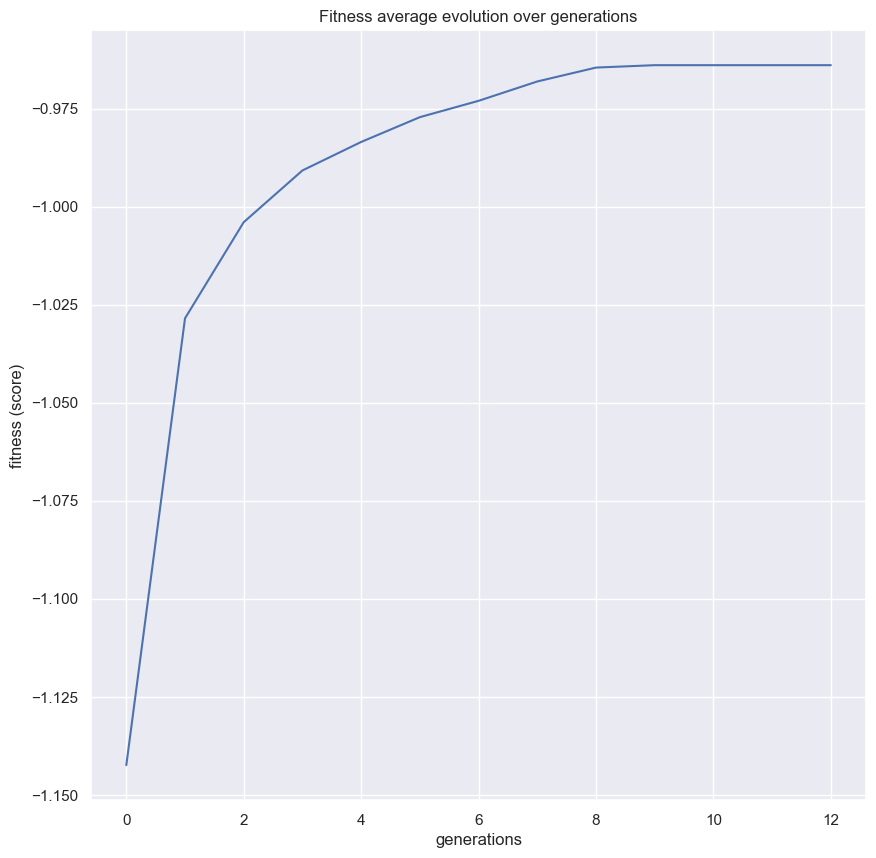 Fitness average evolution over generations
fitness (score)
−0.975
−1.000
−1.025
−1.050
−1.075
−1.100
−1.125
−1.150
0 2 4 6 8 10 12
generations